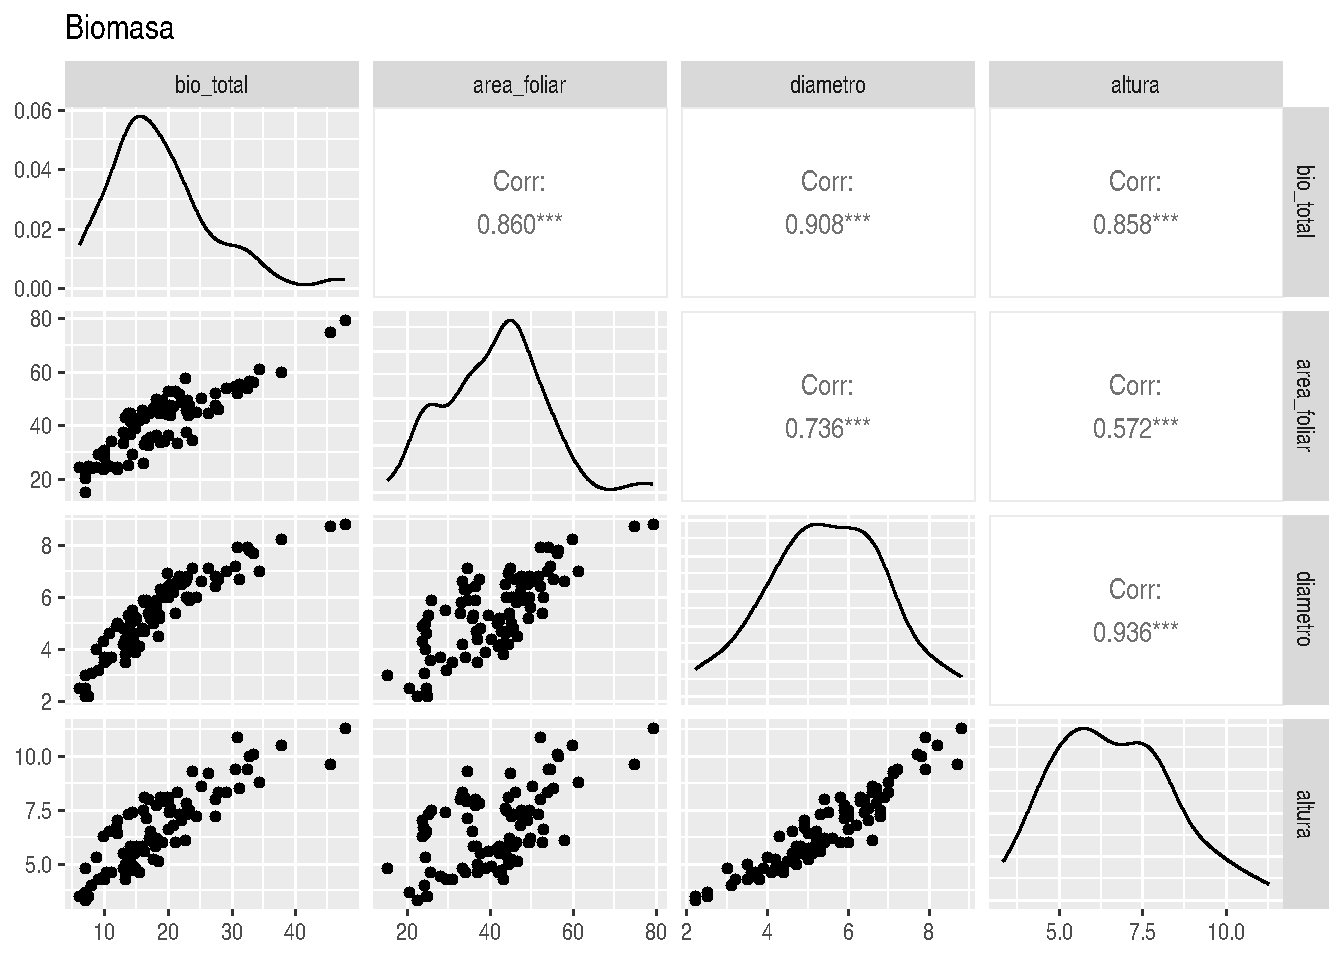 Biomasa
bio_total area_foliar diametro altura
0.06
0.04
0.02
0.00
Corr:
0.860***
Corr:
0.908***
Corr:
0.858***
bio_total
80
60
40
20
Corr:
0.736***
Corr:
0.572***
area_foliar
8
6
4
2
Corr:
0.936***
diametro
10.0
7.5
5.0
altura
10 20 30 40
20 40 60 80
2 4 6 8
5.0 7.5 10.0